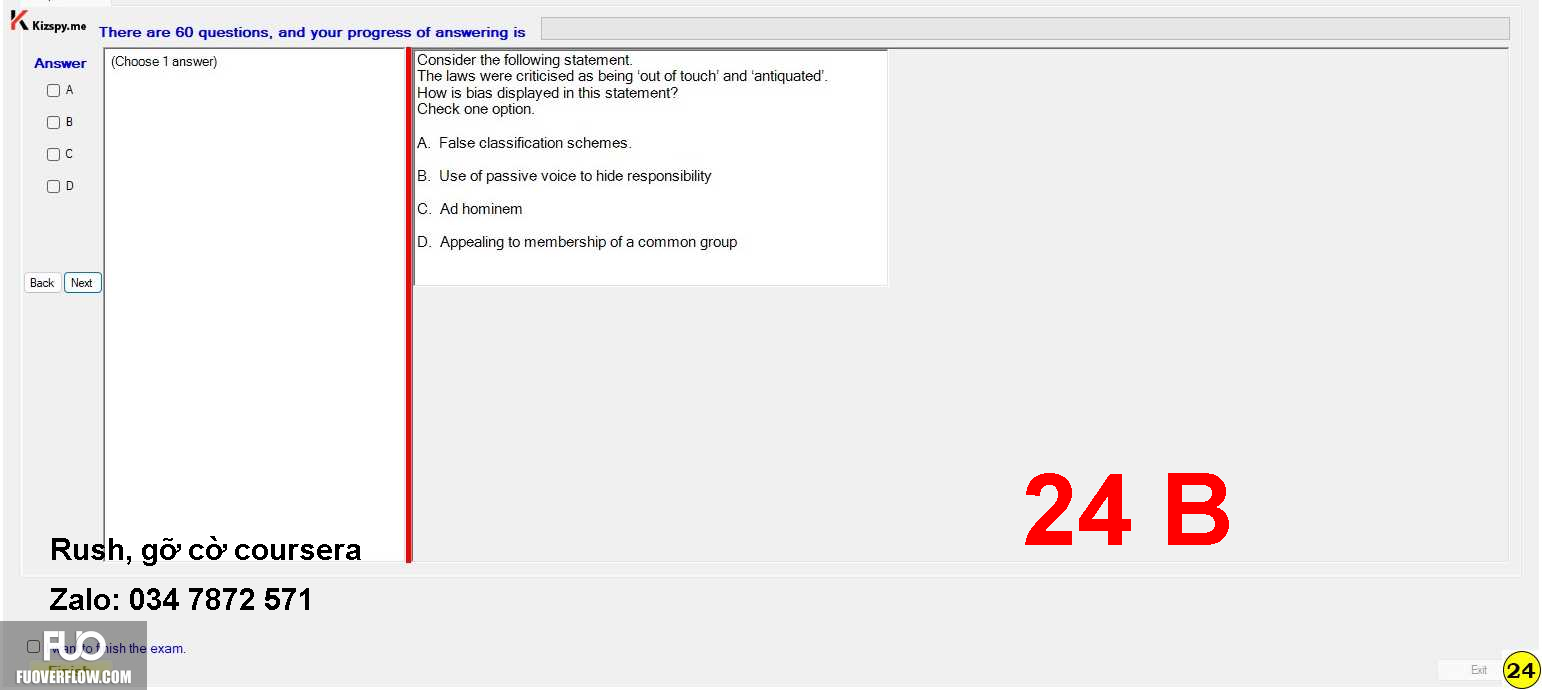 Kizspy.me
There are 60 questions, and your progress of answering is
Answer
(Choose 1 answer)
A
B
C
D
Back
Next
Consider the following statement.
The laws were criticised as being ‘out of touch’ and ‘antiquated’.
How is bias displayed in this statement?
Check one option.
A. False classification schemes.
B. Use of passive voice to hide responsibility
C. Ad hominem
D. Appealing to membership of a common group
24 B
Rush, gỡ cờ coursera
Zalo: 034 7872 571
want to finish the exam.
Finish
FUO
FUOVERFLOW.COM
Exit
24